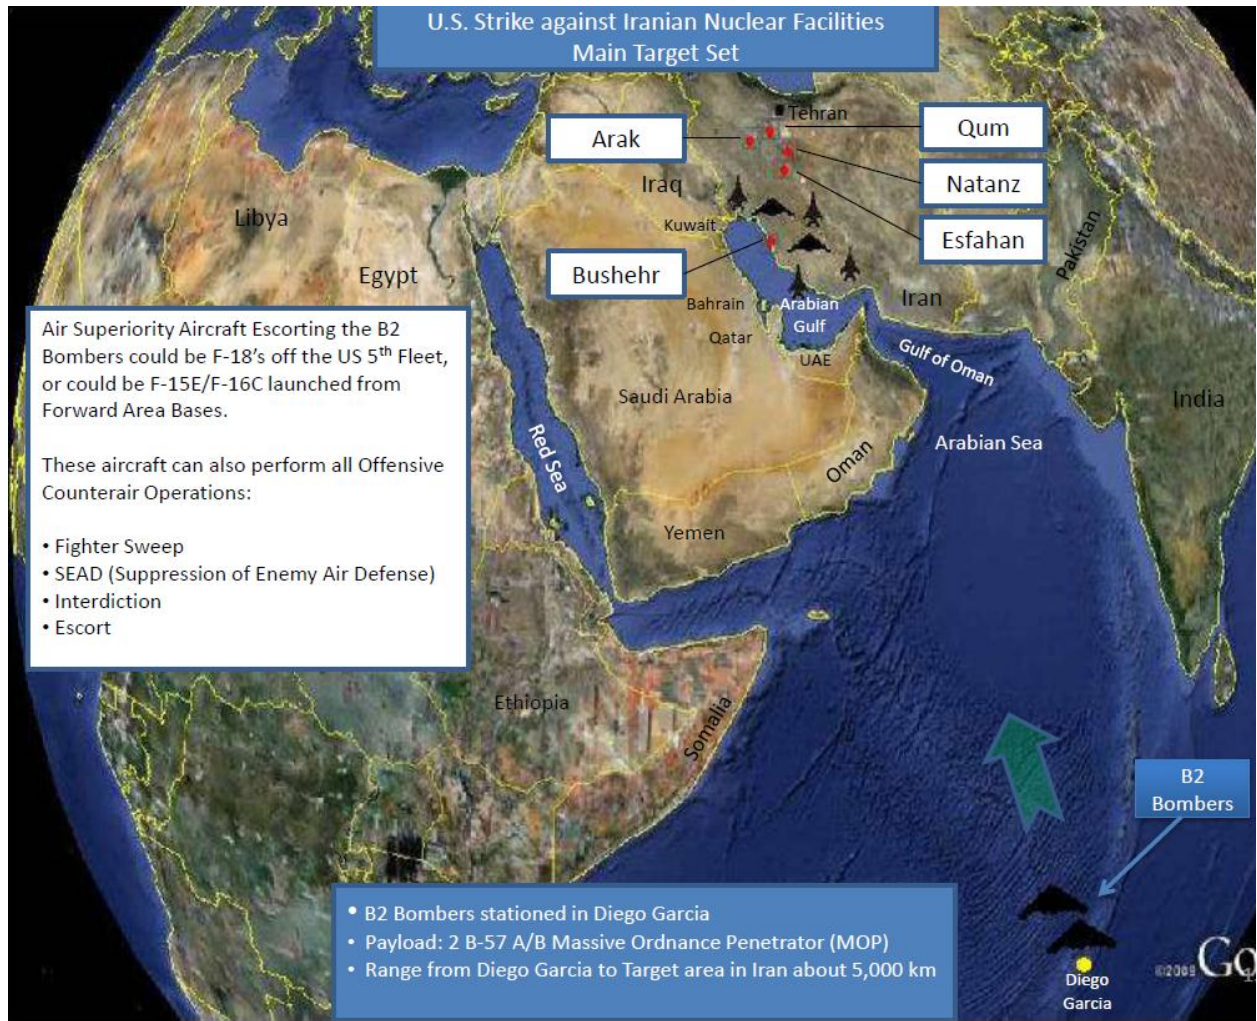 U.S. Strike against Iranian Nuclear Facilities
Main Target Set
Tehran
Arak
Qum
Natanz
Esfahan
Bushehr
Iraq
Kuwait
Libya
Egypt
Pakistan
Bahrain
Arabian
Gulf
Iran
Qatar
UAE
Gulf of Oman
Saudi Arabia
India
Red Sea
Oman
Arabian Sea
Yemen
Air Superiority Aircraft Escorting the B2
Bombers could be F-18's off the US 5th Fleet,
or could be F-15E/F-16C launched from
Forward Area Bases.
These aircraft can also perform all Offensive
Counterair Operations:
• Fighter Sweep
• SEAD (Suppression of Enemy Air Defense)
• Interdiction
• Escort
Ethiopia
Somalia
B2
Bombers
• B2 Bombers stationed in Diego Garcia
• Payload: 2 B-57 A/B Massive Ordnance Penetrator (MOP)
• Range from Diego Garcia to Target area in Iran about 5,000 km
Diego
Garcia
©2009 Go